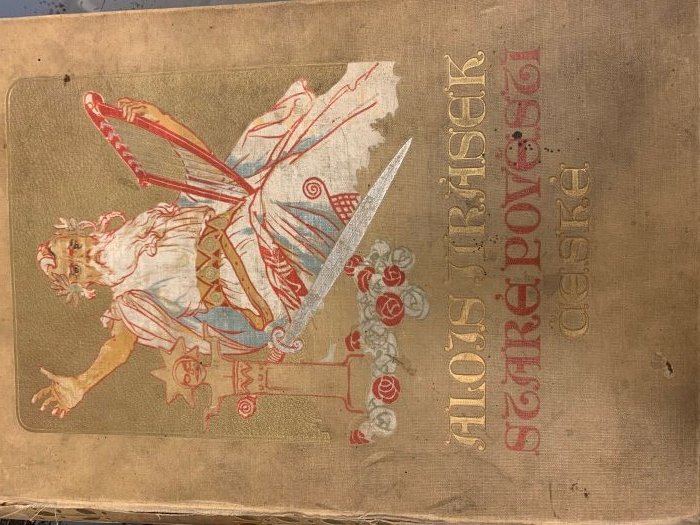 ALOIS JIRÁSEK
STARÉ POVĚSTI
ČESKÉ